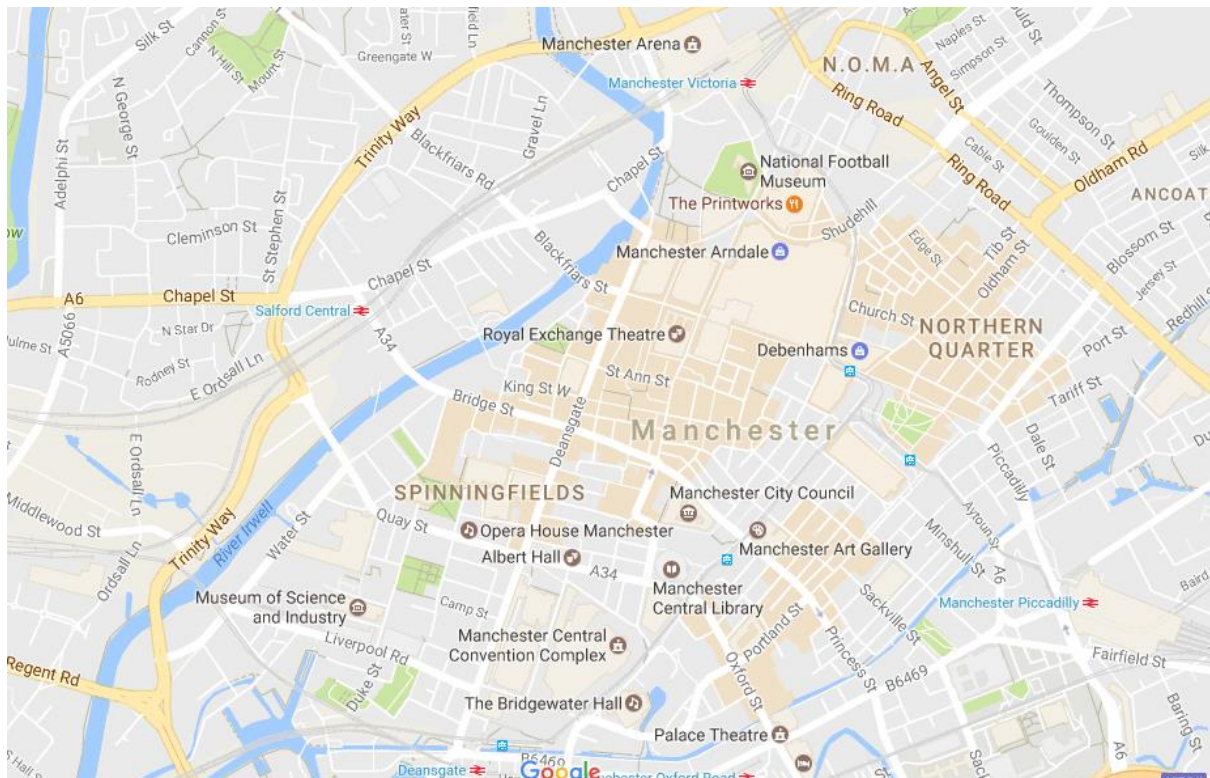 Silk St
Cannon St
N Hill St
Mount St
Greengate W
Manchester Arena
Manchester Victoria
N.O.M.A
Naples St
Simpson St
Angel St
Thompson St
Ring Road
Goulden St
Cable St
Oldham Rd
N George St
Adelphi St
Trinity Way
Gravel Ln
Blackfriars Rd
Chapel St
National Football
Museum
The Printworks
Ring Road
Shudehill
Cleminson St
St Stephen St
Manchester Arndale
Edge St
Tib St
Oldham St
Blossom St
Jersey St
Chapel St
Blackfriars St
A6
Chapel St
Salford Central
N Star Dr
A34
A5066
Rodney St
E Ordsall Ln
Royal Exchange Theatre
Church St
NORTHERN
QUARTER
Debenhams
Port St
Tariff St
St Ann St
King St W
Bridge St
Deansgate
Manchester
Dale St
Piccadilly
E Ordsall Ln
Middlewood St
SPINNINGFIELDS
Manchester City Council
Quay St
Opera House Manchester
Manchester Art Gallery
Aytoun St
Minshull St
Water St
Trinity Way
River Irwell
Ordsall Ln
Albert Hall
A34
Manchester
Central Library
A6
Manchester Piccadilly
Museum of Science
and Industry
Camp St
Sackville St
Portland St
Princess St
Manchester Central
Convention Complex
Liverpool Rd
Duke St
Oxford St
B6469
Fairfield St
Regent Rd
The Bridgewater Hall
Baring St
Palace Theatre
A6
B6469
Deansgate
Google